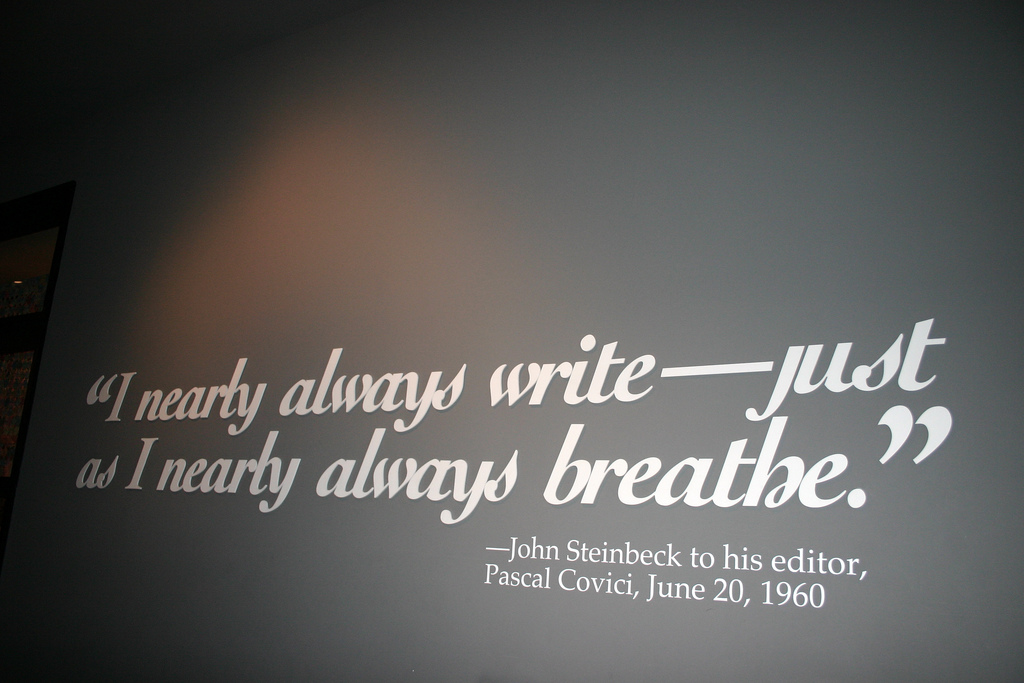 “I nearly always write—just
as I nearly always breathe.”
—John Steinbeck to his editor,
Pascal Covici, June 20, 1960